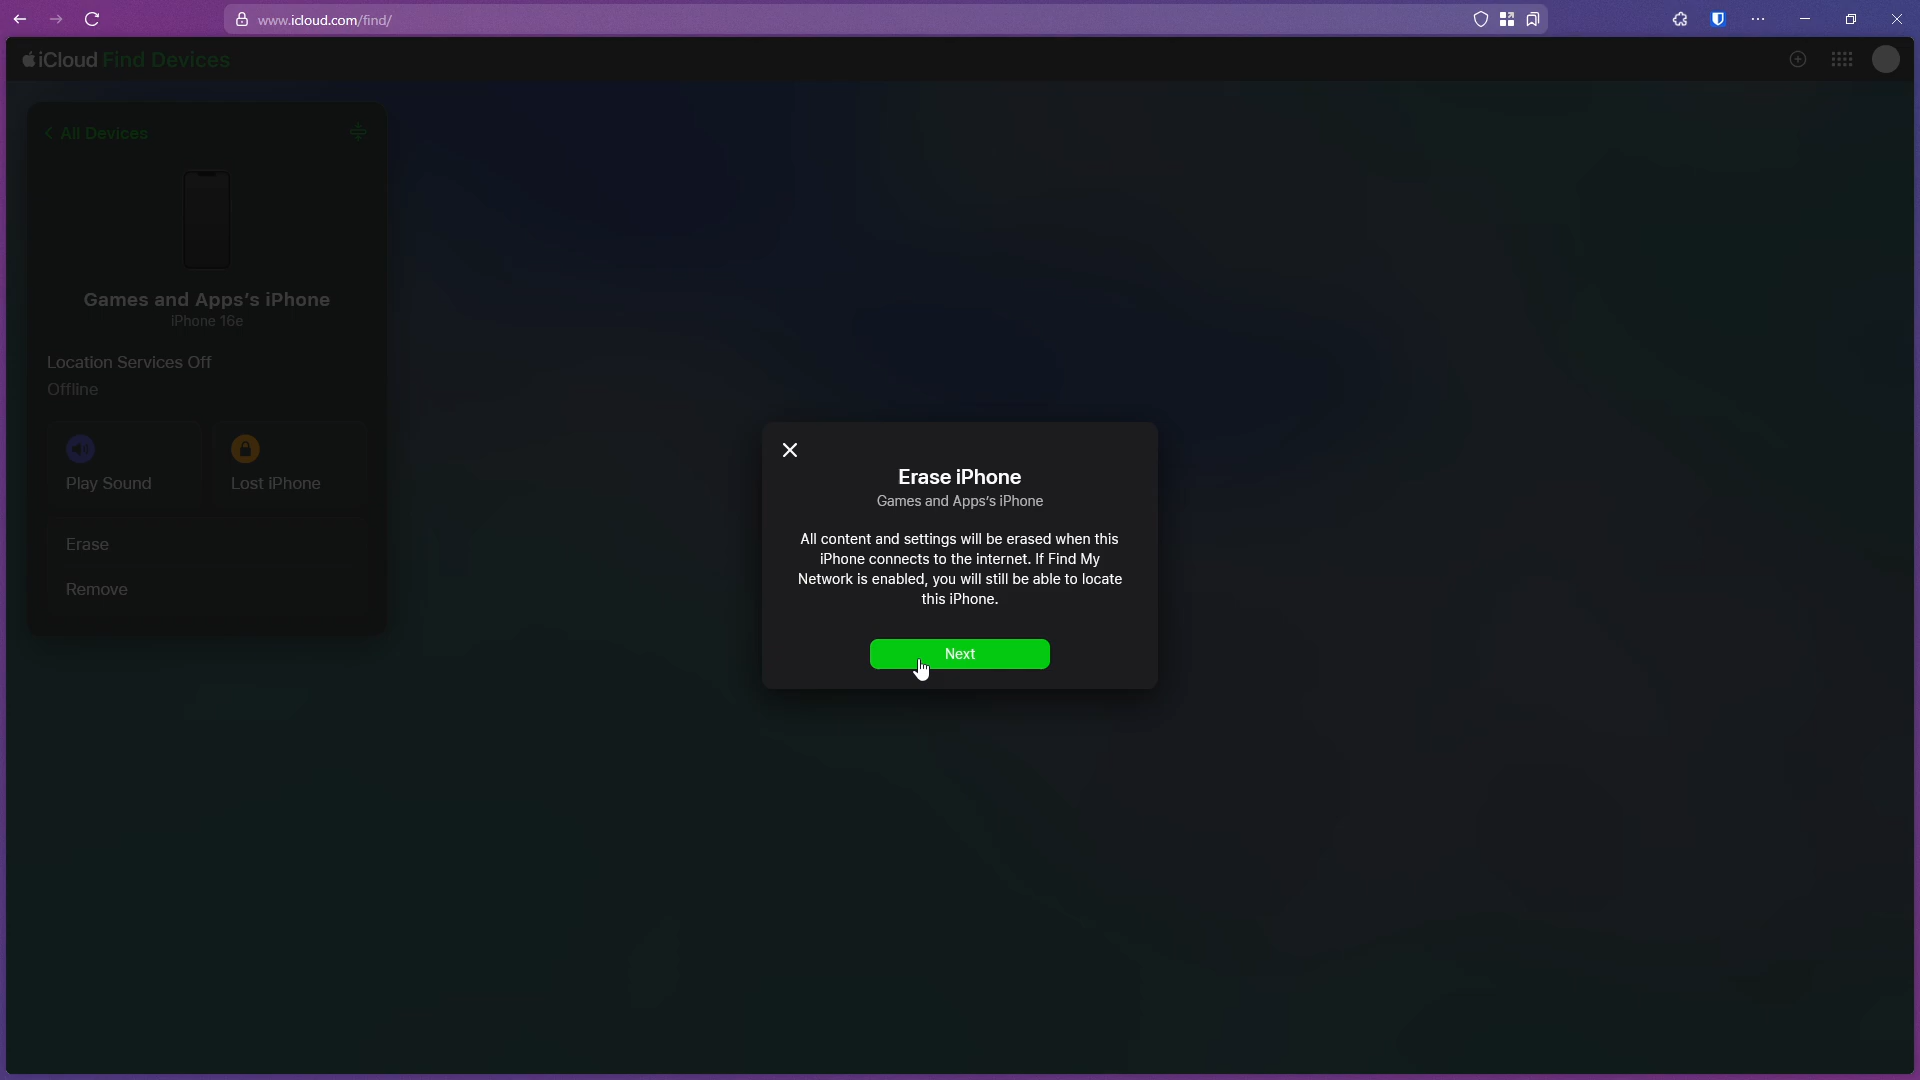 www.icloud.com/find/
iCloud Find Devices
All Devices
Games and Apps's iPhone
iPhone 16e
Location Services Off
Offline
Play Sound
Lost iPhone
Erase
Remove
Erase iPhone
Games and Apps's iPhone
All content and settings will be erased when this
iPhone connects to the internet. If Find My
Network is enabled, you will still be able to locate
this iPhone.
Next